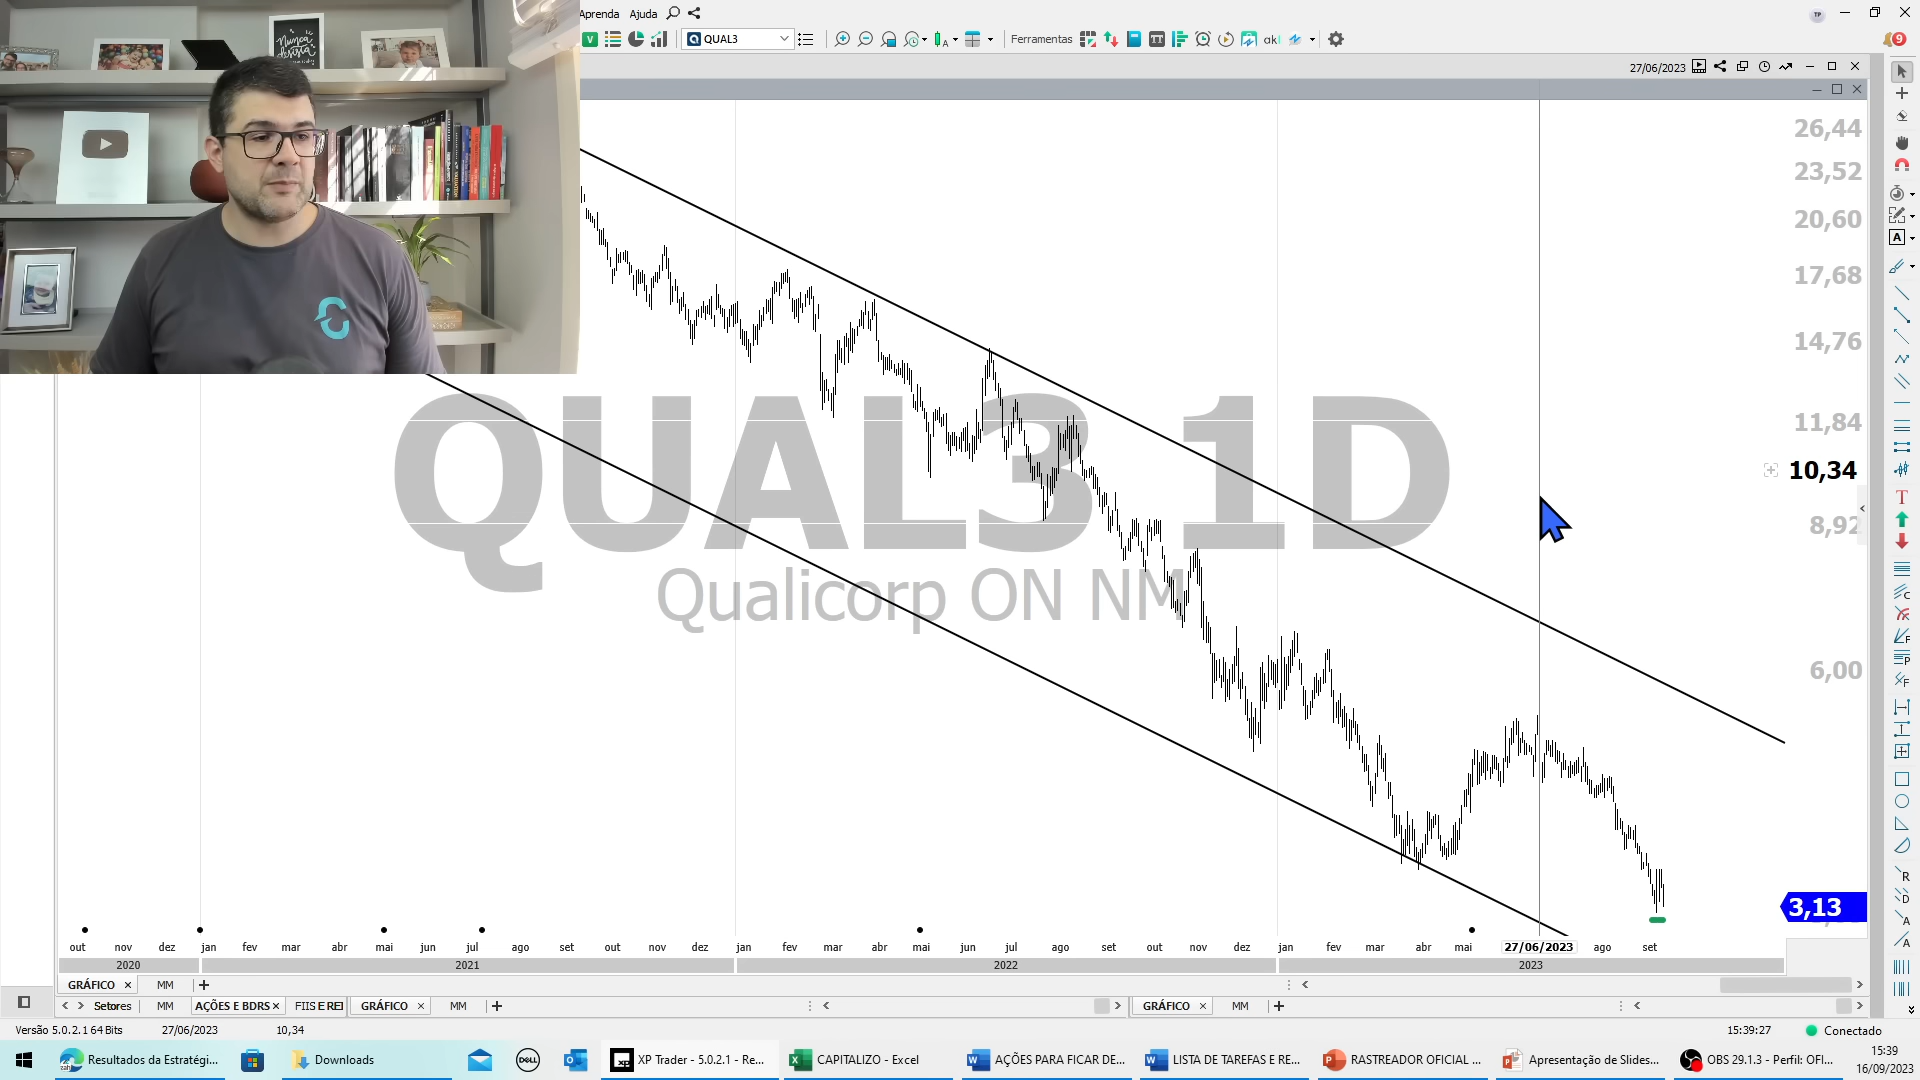 Aprenda Ajuda
QUAL3
Ferramentas
9
TP
27/06/2023
Nunca
desista
26,44
23,52
20,60
17,68
14,76
11,84
10,34
8,92
6,00
3,13
QUAL3 1D
Qualicorp ON NM
out nov dez jan fev mar abr mai jun jul ago set out nov dez jan fev mar abr mai jun jul ago set out nov dez jan fev mar abr mai 27/06/2023 ago set
2020 2021 2022 2023
GRÁFICO MM
Setores MM AÇÕES E BDRS FIIS E REI GRÁFICO MM GRÁFICO MM
Versão 5.0.2.1 64 Bits 27/06/2023 10,34 15:39:27 Conectado
Resultados da Estratégi... Downloads DELL XP Trader - 5.0.2.1 - Re... CAPITALIZO - Excel AÇÕES PARA FICAR DE... LISTA DE TAREFAS E RE... RASTREADOR OFICIAL ... Apresentação de Slides... OBS 29.1.3 - Perfil: OFI... 15:39
16/09/2023